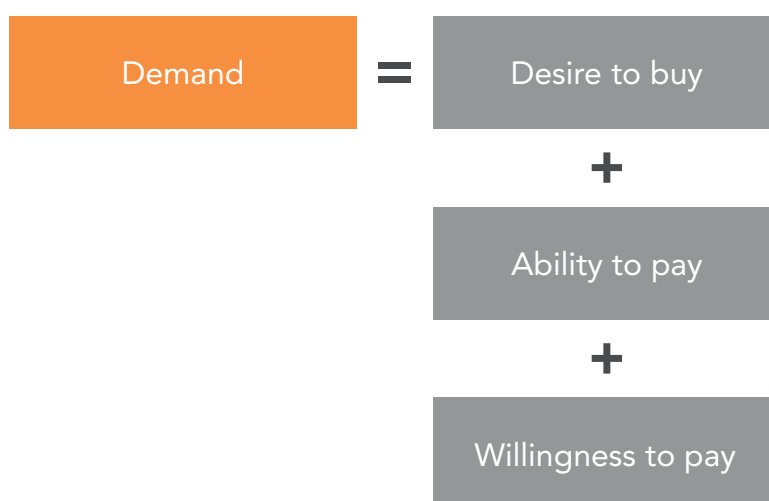 Demand = Desire to buy
+
Ability to pay
+
Willingness to pay